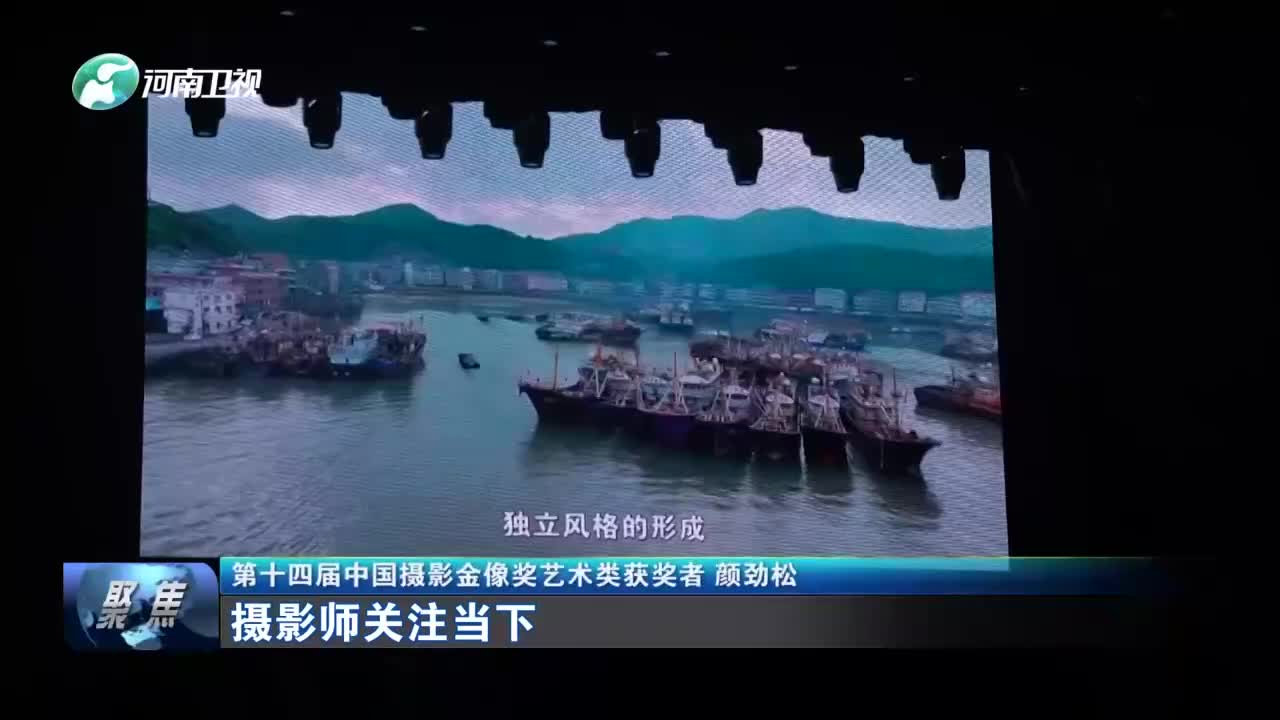 河南卫视
独立风格的形成
第十四届中国摄影金像奖艺术类获奖者 颜劲松
聚焦
摄影师关注当下